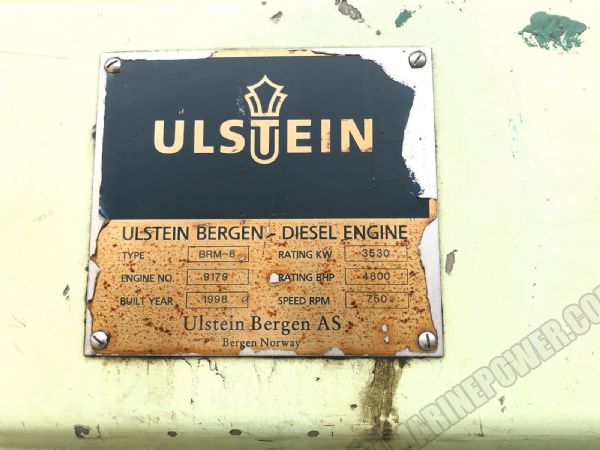 ULSTEIN
ULSTEIN BERGEN - DIESEL ENGINE
TYPE BRM-8 RATING KW 3530
ENGINE NO. 9179 RATING BHP 4800
BUILT YEAR 1998 SPEED RPM 750
Ulstein Bergen AS
Bergen Norway
MARINEPOWER.CO